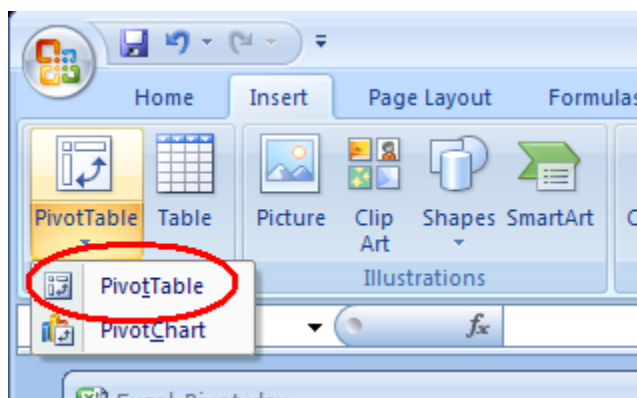 Home Insert Page Layout Formulas
PivotTable Table Picture Clip Art Shapes SmartArt
Illustrations
PivotTable
PivotChart
fx